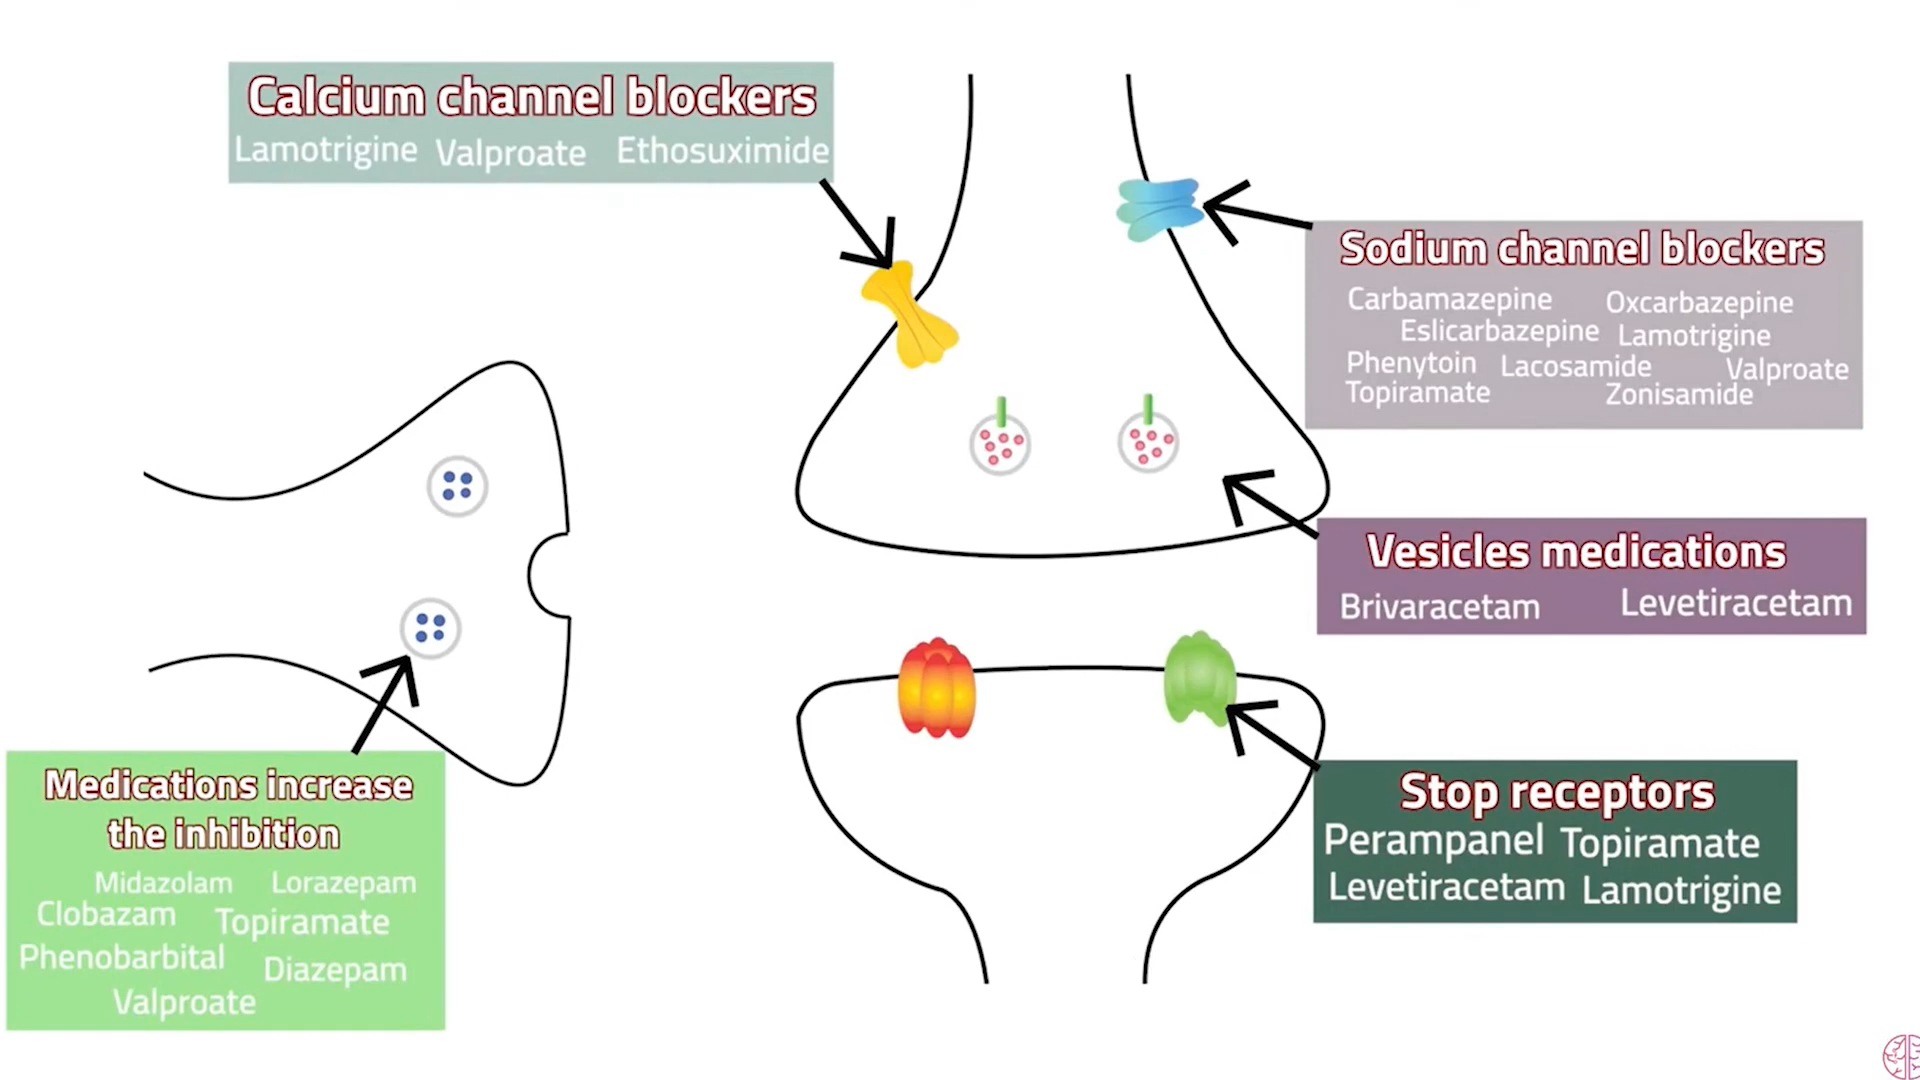 Calcium channel blockers
Lamotrigine Valproate Ethosuximide
Sodium channel blockers
Carbamazepine Oxcarbazepine
Eslicarbazepine Lamotrigine
Phenytoin Lacosamide Valproate
Topiramate Zonisamide
Vesicles medications
Brivaracetam Levetiracetam
Medications increase
the inhibition
Midazolam Lorazepam
Clobazam Topiramate
Phenobarbital Diazepam
Valproate
Stop receptors
Perampanel Topiramate
Levetiracetam Lamotrigine